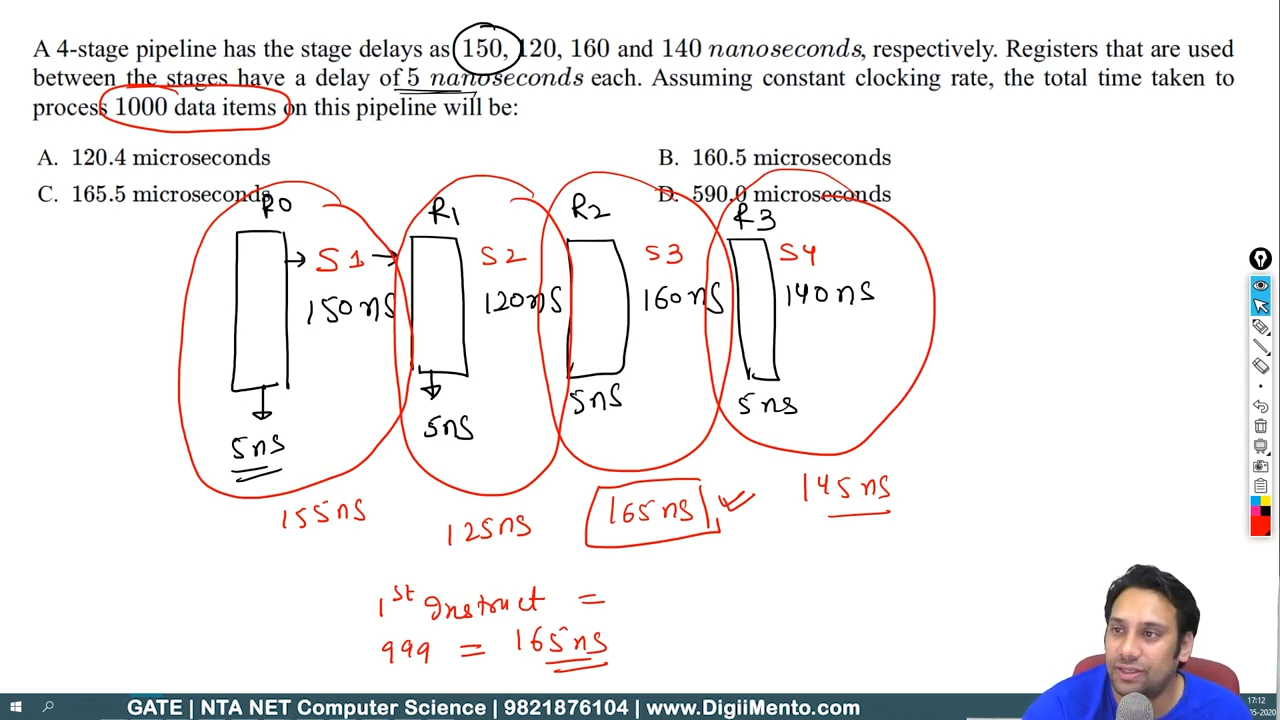 A 4-stage pipeline has the stage delays as 150, 120, 160 and 140 nanoseconds, respectively. Registers that are used
between the stages have a delay of 5 nanoseconds each. Assuming constant clocking rate, the total time taken to
process 1000 data items on this pipeline will be:
A. 120.4 microseconds B. 160.5 microseconds
C. 165.5 microseconds D. 590.0 microseconds
R0 R1 R2 R3
S1 S2 S3 S4
150ns 120ns 160ns 140ns
5ns 5ns 5ns 5ns
155ns 125ns 165ns 145ns
1st Instruct =
999 = 165ns
17:12
05-2020
GATE | NTA NET Computer Science | 9821876104 | www.DigiiMento.com